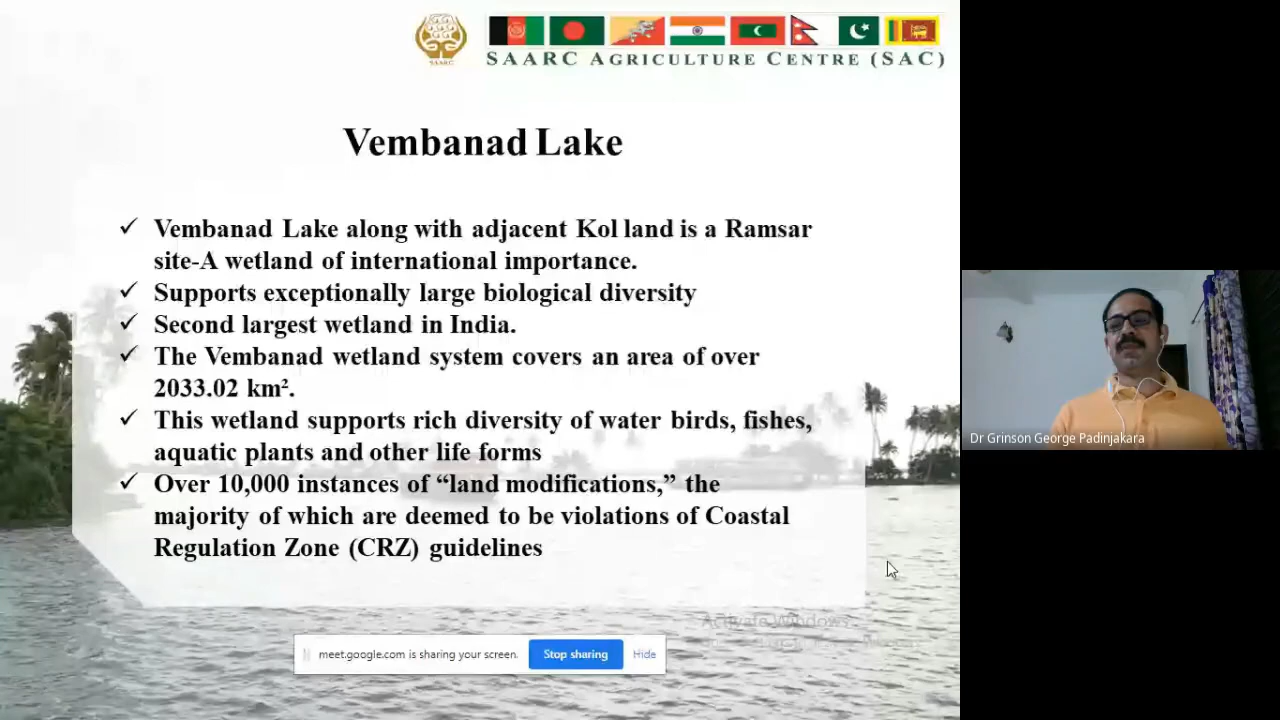 SAARC
SAARC AGRICULTURE CENTRE (SAC)
Vembanad Lake
✓ Vembanad Lake along with adjacent Kol land is a Ramsar
site-A wetland of international importance.
✓ Supports exceptionally large biological diversity
✓ Second largest wetland in India.
✓ The Vembanad wetland system covers an area of over
2033.02 km².
✓ This wetland supports rich diversity of water birds, fishes,
aquatic plants and other life forms
✓ Over 10,000 instances of “land modifications,” the
majority of which are deemed to be violations of Coastal
Regulation Zone (CRZ) guidelines
Dr Grinson George Padinjakara
Activate Windows
meet.google.com is sharing your screen. Stop sharing Hide